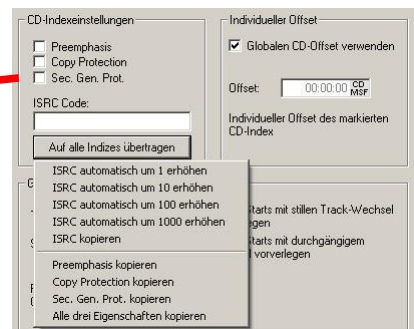 CD-Indexeinstellungen
Preemphasis
Copy Protection
Sec. Gen. Prot.
ISRC Code:
Auf alle Indizes übertragen
ISRC automatisch um 1 erhöhen
ISRC automatisch um 10 erhöhen
ISRC automatisch um 100 erhöhen
ISRC automatisch um 1000 erhöhen
ISRC kopieren
Preemphasis kopieren
Copy Protection kopieren
Sec. Gen. Prot. kopieren
Alle drei Eigenschaften kopieren
Individueller Offset
Globalen CD-Offset verwenden
Offset: 00:00:00 CD MSF
Individueller Offset des markierten
CD-Index
Starts mit stillen Track-Wechsel
Starts mit durchgängigem
vorverlegen